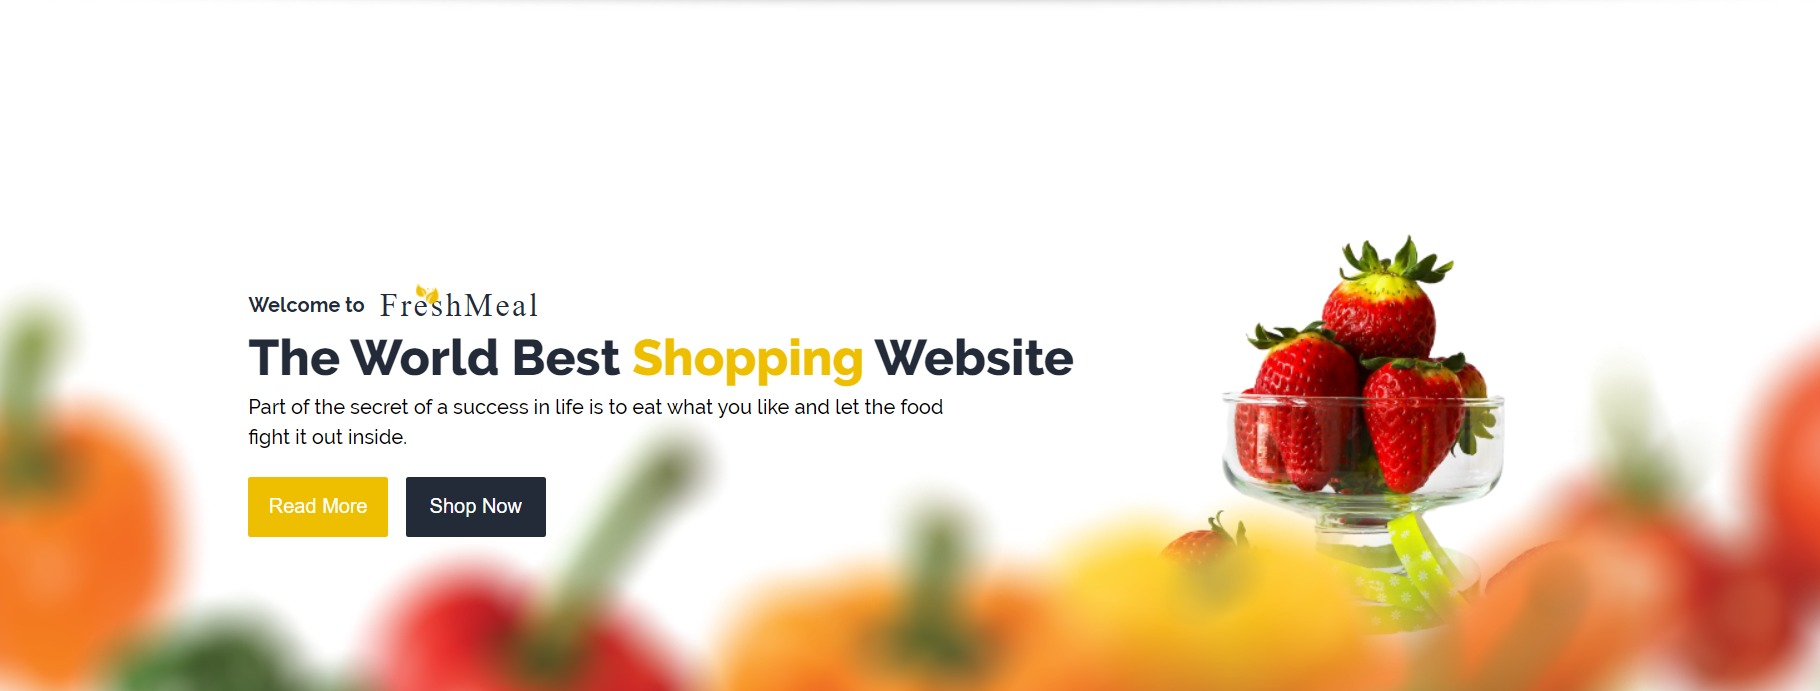 Welcome to FreshMeal
The World Best Shopping Website
Part of the secret of a success in life is to eat what you like and let the food
fight it out inside.
Read More Shop Now